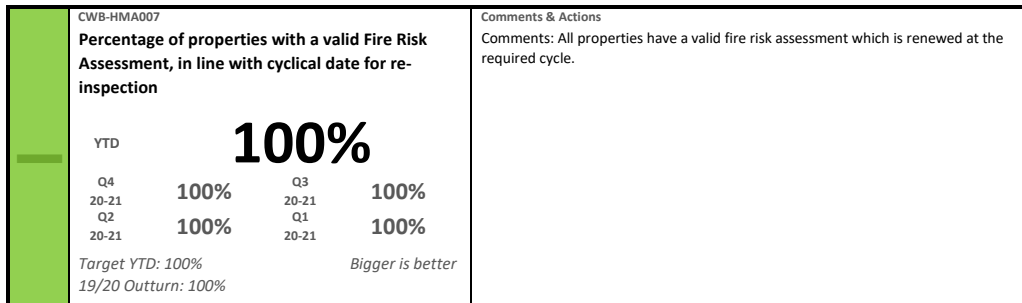 CWB-HMA007
Percentage of properties with a valid Fire Risk
Assessment, in line with cyclical date for re-
inspection
YTD 100%
Q4 20-21 100% Q3 20-21 100%
Q2 20-21 100% Q1 20-21 100%
Target YTD: 100% Bigger is better
19/20 Outturn: 100%
Comments & Actions
Comments: All properties have a valid fire risk assessment which is renewed at the
required cycle.